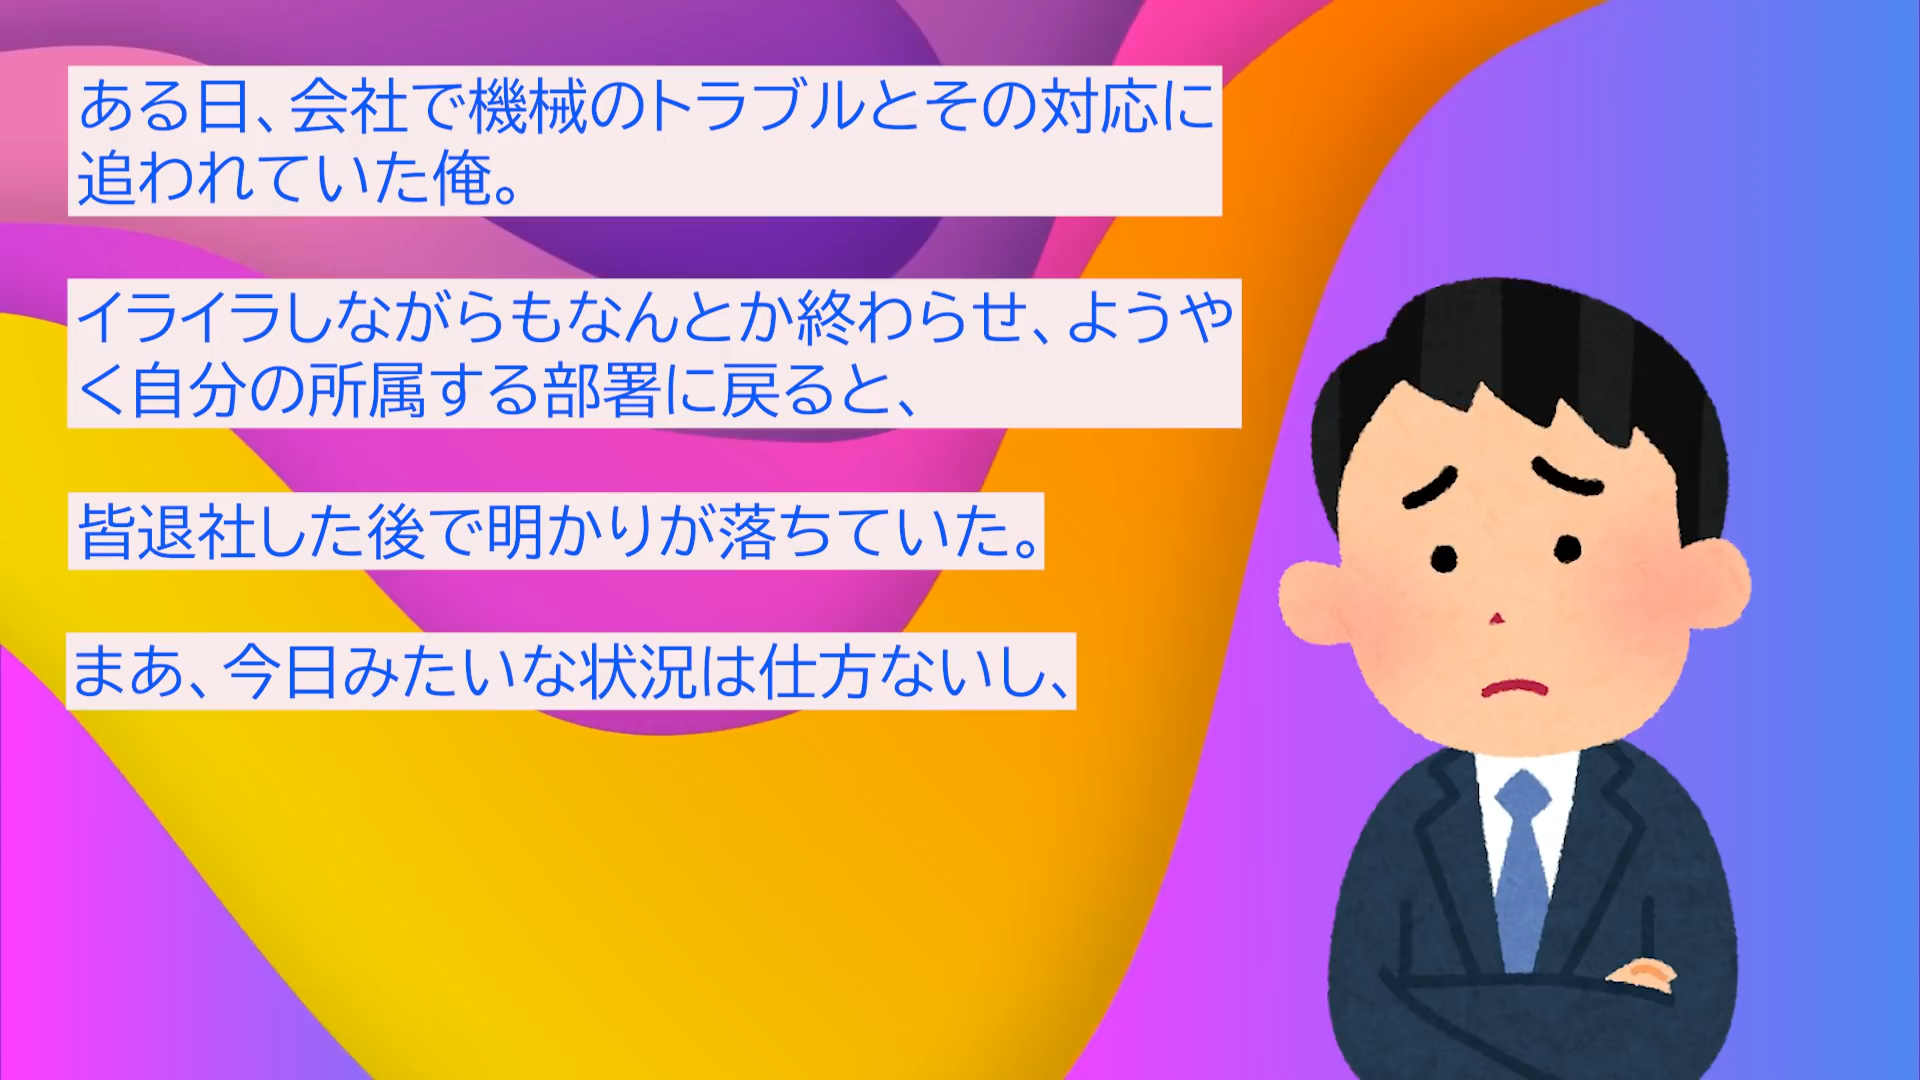 ある日、会社で機械のトラブルとその対応に
追われていた俺。
イライラしながらもなんとか終わらせ、ようや
く自分の所属する部署に戻ると、
皆退社した後で明かりが落ちていた。
まあ、今日みたいな状況は仕方ないし、